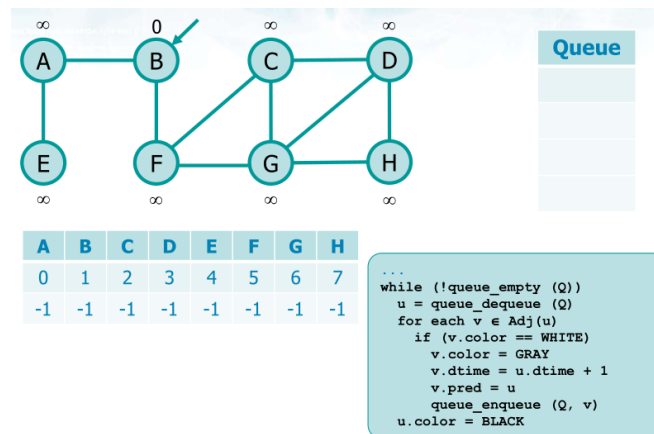 ∞ 0 ∞ ∞
A B C D
E F G H
∞ ∞ ∞ ∞
Queue
A B C D E F G H
0 1 2 3 4 5 6 7
-1 -1 -1 -1 -1 -1 -1 -1
...
while (!queue_empty (Q))
u = queue_dequeue (Q)
for each v ∈ Adj(u)
if (v.color == WHITE)
v.color = GRAY
v.dtime = u.dtime + 1
v.pred = u
queue_enqueue (Q, v)
u.color = BLACK